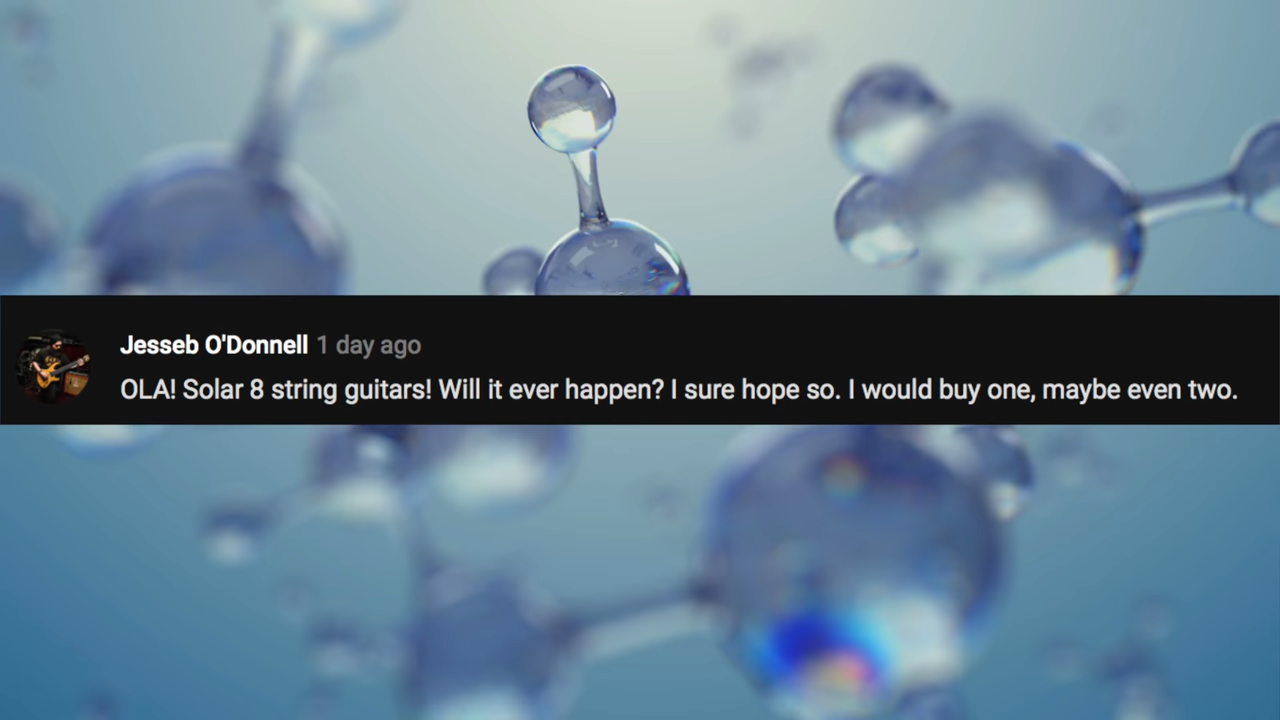 Jesseb O'Donnell 1 day ago
OLA! Solar 8 string guitars! Will it ever happen? I sure hope so. I would buy one, maybe even two.